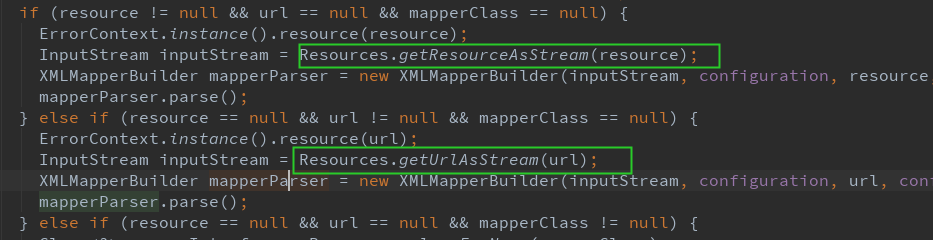 if (resource != null && url == null && mapperClass == null) {
ErrorContext.instance().resource(resource);
InputStream inputStream = Resources.getResourceAsStream(resource);
XMLMapperBuilder mapperParser = new XMLMapperBuilder(inputStream, configuration, resource
mapperParser.parse();
} else if (resource == null && url != null && mapperClass == null) {
ErrorContext.instance().resource(url);
InputStream inputStream = Resources.getUrlAsStream(url);
XMLMapperBuilder mapperParser = new XMLMapperBuilder(inputStream, configuration, url, con
mapperParser.parse();
} else if (resource == null && url == null && mapperClass != null) {